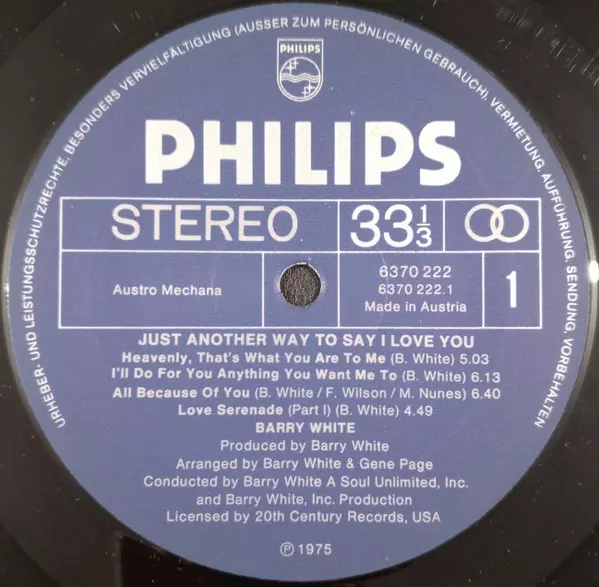 URHEBER- UND LEISTUNGSSCHUTZRECHTE, BESONDERS VERVIELFÄLTIGUNG (AUSSER ZUM PERSÖNLICHEN GEBRAUCH), VERMIETUNG, AUFFÜHRUNG, SENDUNG, VORBEHALTEN
PHILIPS
PHILIPS
STEREO 33 1/3
Austro Mechana
6370 222
6370 222.1
Made in Austria
1
JUST ANOTHER WAY TO SAY I LOVE YOU
Heavenly, That's What You Are To Me (B. White) 5.03
I'll Do For You Anything You Want Me To (B. White) 6.13
All Because Of You (B. White / F. Wilson / M. Nunes) 6.40
Love Serenade (Part I) (B. White) 4.49
BARRY WHITE
Produced by Barry White
Arranged by Barry White & Gene Page
Conducted by Barry White A Soul Unlimited, Inc.
and Barry White, Inc. Production
Licensed by 20th Century Records, USA
℗ 1975